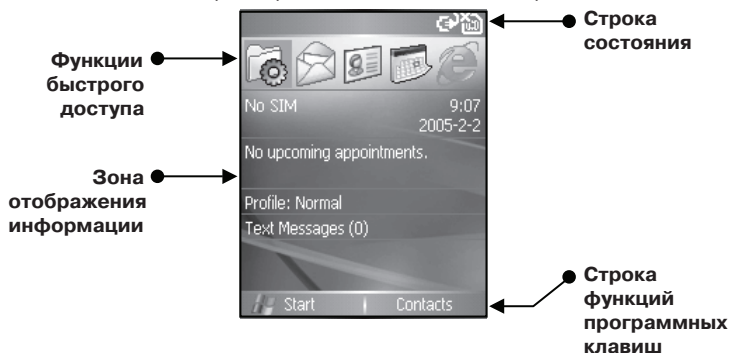 Строка
состояния
Функции
быстрого
доступа
No SIM 9:07
2005-2-2
No upcoming appointments.
Зона
отображения
информации
Profile: Normal
Text Messages (0)
Start Contacts
Строка
функций
программных
клавиш